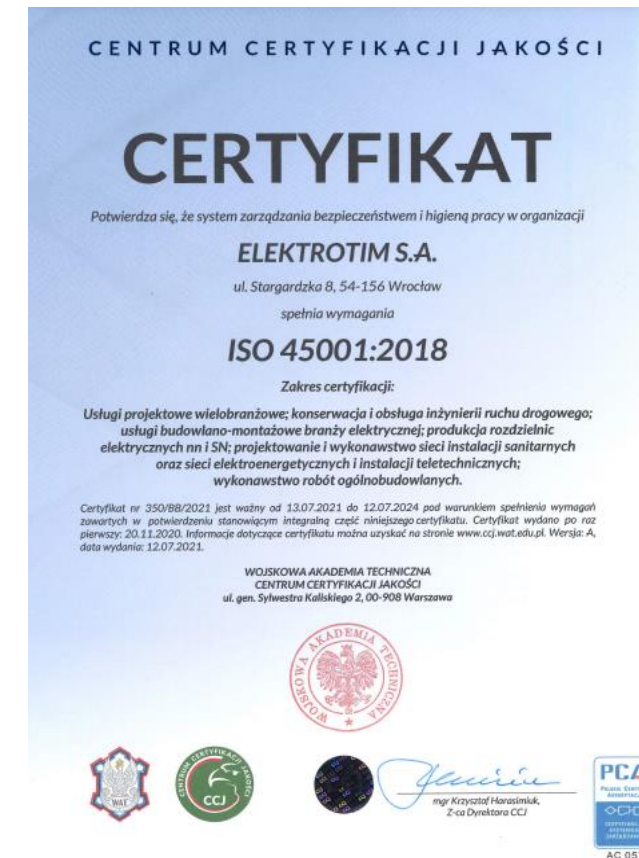 CENTRUM CERTYFIKACJI JAKOŚCI
CERTYFIKAT
Potwierdza się, że system zarządzania bezpieczeństwem i higieną pracy w organizacji
ELEKTROTIM S.A.
ul. Stargardzka 8, 54-156 Wrocław
spełnia wymagania
ISO 45001:2018
Zakres certyfikacji:
Usługi projektowe wielobranżowe; konserwacja i obsługa inżynierii ruchu drogowego;
usługi budowlano-montażowe branży elektrycznej; produkcja rozdzielnic
elektrycznych nn i SN; projektowanie i wykonawstwo sieci instalacji sanitarnych
oraz sieci elektroenergetycznych i instalacji teletechnicznych;
wykonawstwo robót ogólnobudowlanych.
Certyfikat nr 350/BB/2021 jest ważny od 13.07.2021 do 12.07.2024 pod warunkiem spełnienia wymagań
zawartych w potwierdzeniu stanowiącym integralną część niniejszego certyfikatu. Certyfikat wydano po raz
pierwszy: 20.11.2020. Informacje dotyczące certyfikatu można uzyskać na stronie www.ccj.wat.edu.pl. Wersja: A,
data wydania: 12.07.2021.
WOJSKOWA AKADEMIA TECHNICZNA
CENTRUM CERTYFIKACJI JAKOŚCI
ul. gen. Sylwestra Kaliskiego 2, 00-908 Warszawa
WOJSKOWA AKADEMIA TECHNICZNA
WAT
CENTRUM CERTYFIKACJI JAKOŚCI
CCJ
mgr Krzysztof Harasimiuk,
Z-ca Dyrektora CCJ
PCA
AC 05